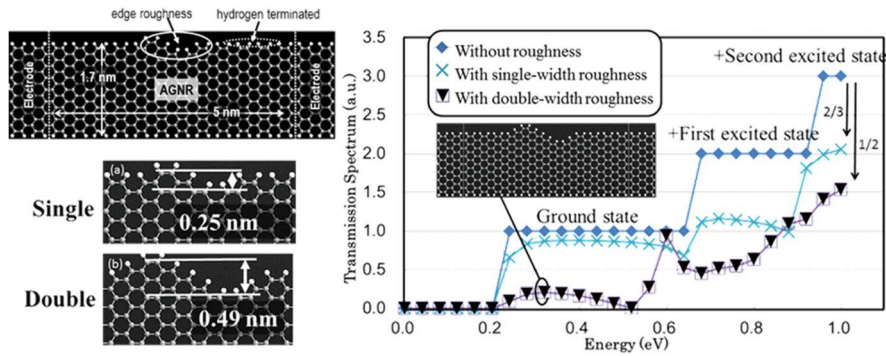 edge roughness
hydrogen terminated
Electrode
1.7 nm
AGNR
5 nm
Electrode
(a)
Single
0.25 nm
(b)
Double
0.49 nm
Transmission Spectrum (a.u.)
3.5
3.0
2.5
2.0
1.5
1.0
0.5
0.0
Without roughness
With single-width roughness
With double-width roughness
+Second excited state
2/3
1/2
+First excited state
Ground state
0.0
0.2
0.4
0.6
0.8
1.0
Energy (eV)